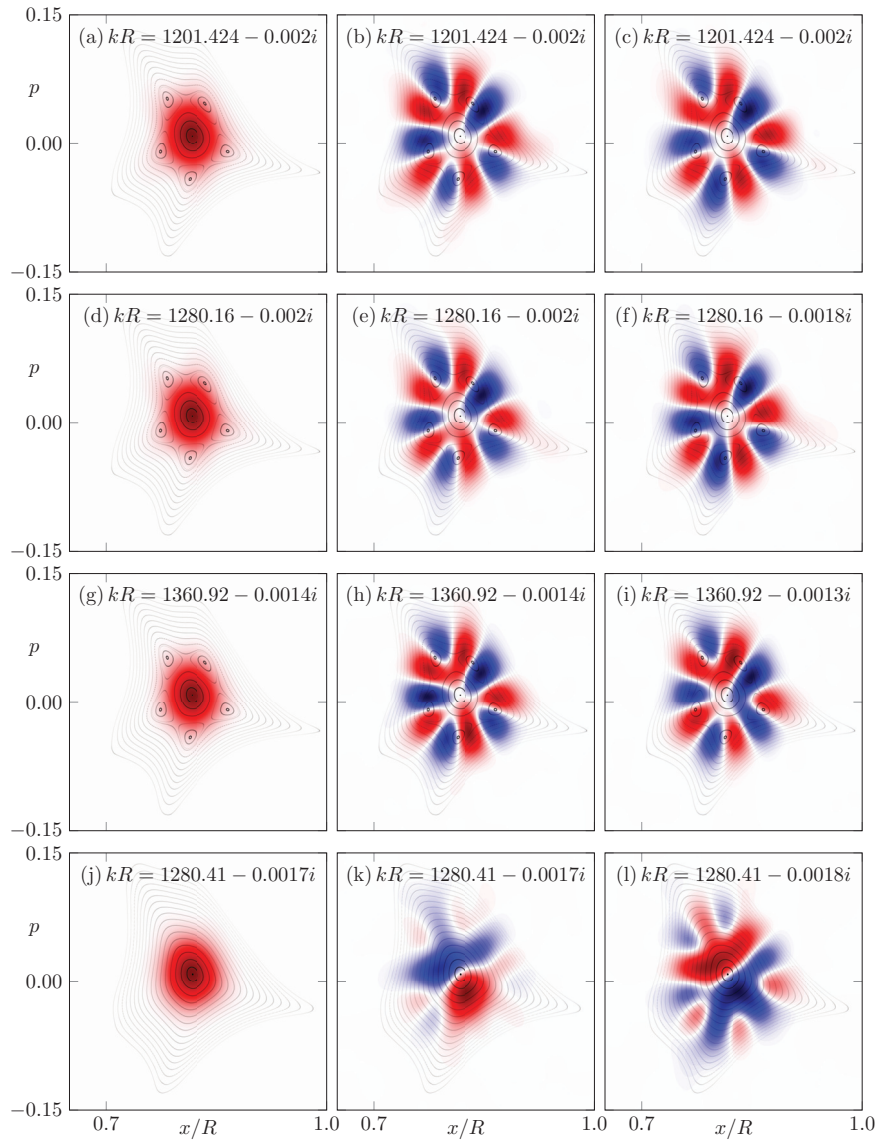 0.15
(a) kR = 1201.424 − 0.002i
(b) kR = 1201.424 − 0.002i
(c) kR = 1201.424 − 0.002i
p
0.00
−0.15
0.15
(d) kR = 1280.16 − 0.002i
(e) kR = 1280.16 − 0.002i
(f) kR = 1280.16 − 0.0018i
p
0.00
−0.15
0.15
(g) kR = 1360.92 − 0.0014i
(h) kR = 1360.92 − 0.0014i
(i) kR = 1360.92 − 0.0013i
p
0.00
−0.15
0.15
(j) kR = 1280.41 − 0.0017i
(k) kR = 1280.41 − 0.0017i
(l) kR = 1280.41 − 0.0018i
p
0.00
−0.15
0.7 x/R 1.0 0.7 x/R 1.0 0.7 x/R 1.0